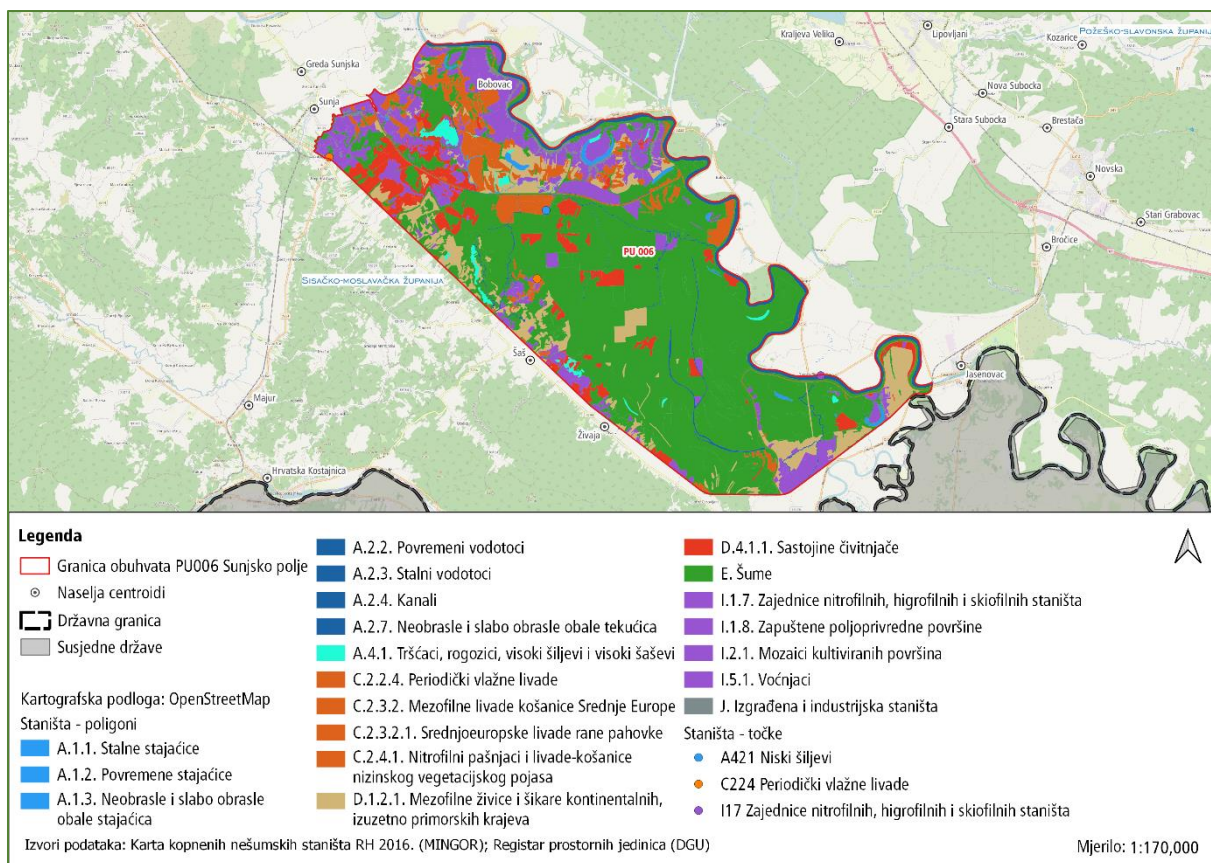 Kraljeva Velika
Lipovljani
POŽEŠKO-SLAVONSKA ŽUPANIJA
Kozarice
Greda Sunjska
Bobovac
Nova Subocka
Sunja
Stara Subocka
Brestača
Novska
Stari Grabovac
Bročice
PU 006
SISAČKO-MOSLAVAČKA ŽUPANIJA
Šaš
Jasenovac
Majur
Živaja
Hrvatska Kostajnica
Legenda
Granica obuhvata PU006 Sunjsko polje
Naselja centroidi
Državna granica
Susjedne države
Kartografska podloga: OpenStreetMap
Staništa - poligoni
A.1.1. Stalne stajaćice
A.1.2. Povremene stajaćice
A.1.3. Neobrasle i slabo obrasle
obale stajaćica
A.2.2. Povremeni vodotoci
A.2.3. Stalni vodotoci
A.2.4. Kanali
A.2.7. Neobrasle i slabo obrasle obale tekućica
A.4.1. Tršćaci, rogozici, visoki šiljevi i visoki šaševi
C.2.2.4. Periodički vlažne livade
C.2.3.2. Mezofilne livade košanice Srednje Europe
C.2.3.2.1. Srednjoeuropske livade rane pahovke
C.2.4.1. Nitrofilni pašnjaci i livade-košanice
nizinskog vegetacijskog pojasa
D.1.2.1. Mezofilne živice i šikare kontinentalnih,
izuzetno primorskih krajeva
D.4.1.1. Sastojine čivitnjače
E. Šume
I.1.7. Zajednice nitrofilnih, higrofilnih i skiofilnih staništa
I.1.8. Zapuštene poljoprivredne površine
I.2.1. Mozaici kultiviranih površina
I.5.1. Voćnjaci
J. Izgrađena i industrijska staništa
Staništa - točke
A421 Niski šiljevi
C224 Periodički vlažne livade
I17 Zajednice nitrofilnih, higrofilnih i skiofilnih staništa
Izvori podataka: Karta kopnenih nešumskih staništa RH 2016. (MINGOR); Registar prostornih jedinica (DGU)
Mjerilo: 1:170,000